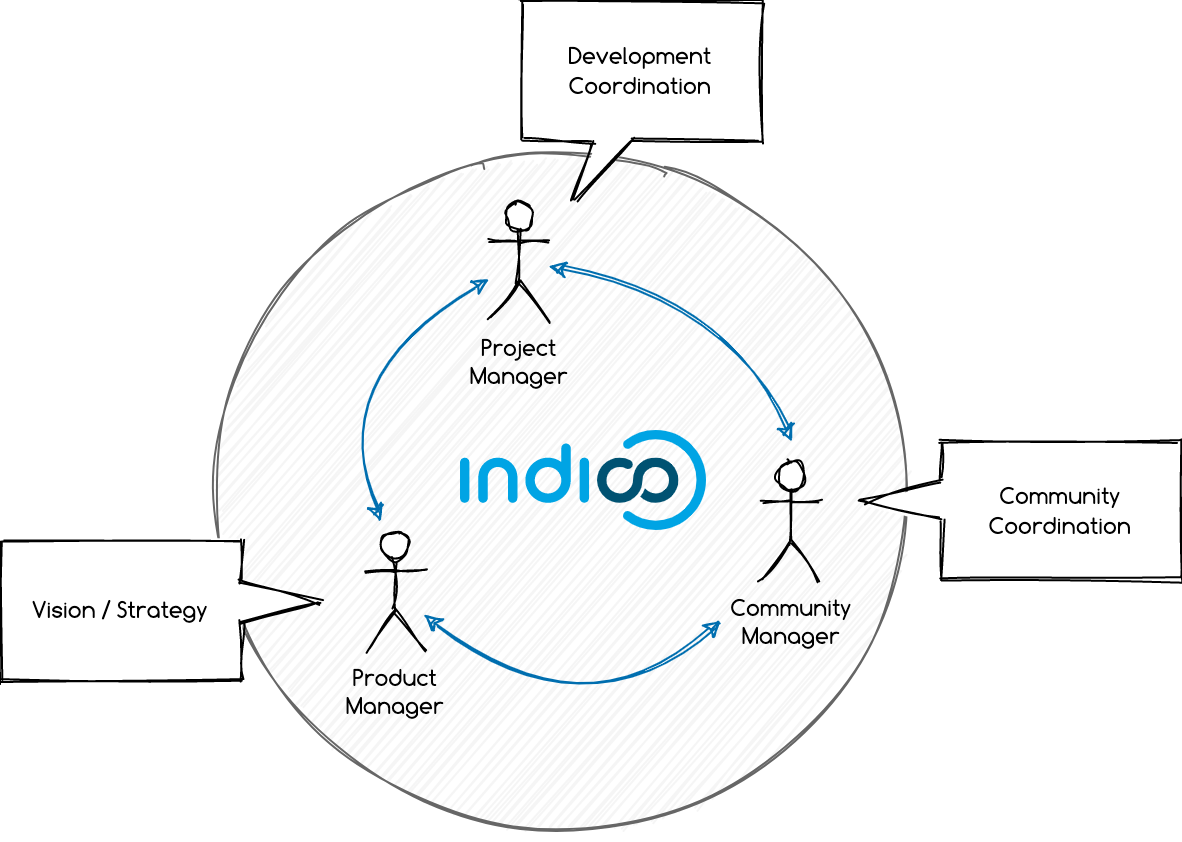 Development
Coordination
Project
Manager
indico
Community
Coordination
Vision / Strategy
Community
Manager
Product
Manager